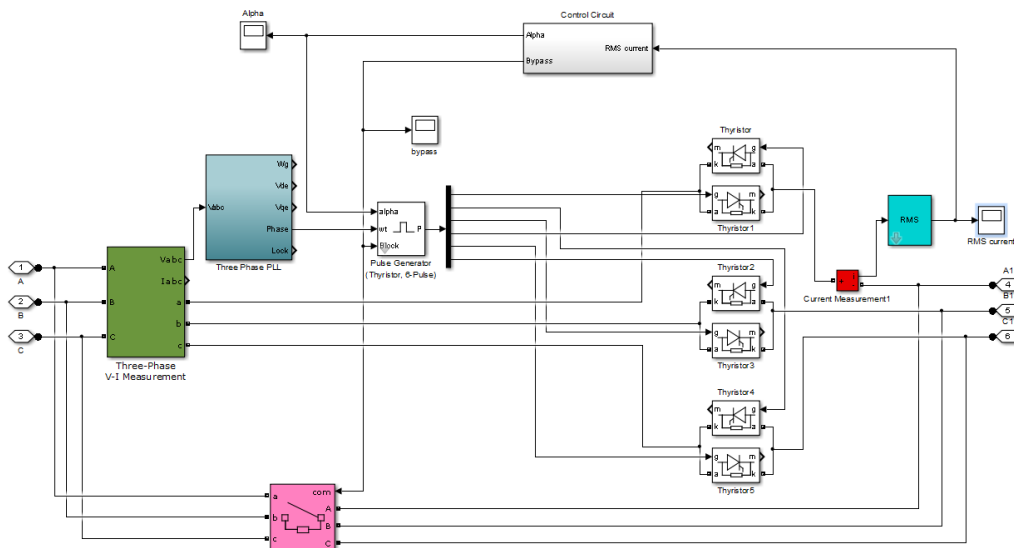 Alpha
Control Circuit
Alpha
RMS current
Bypass
bypass
Thyristor
m
g
k
a
g
m
a
k
Thyristor1
Wg
Vde
Vabc
Vqe
Phase
Lock
Three Phase PLL
alpha
wt
P
Block
Pulse Generator
(Thyristor, 6-Pulse)
RMS
RMS current
Current Measurement1
1
A
2
B
3
C
A
B
C
Vabc
Iabc
a
b
c
Three-Phase
V-I Measurement
Thyristor2
m
g
k
a
g
m
a
k
Thyristor3
A1
4
B1
5
C1
6
Thyristor4
m
g
k
a
g
m
a
k
Thyristor5
a
b
c
com
A
B
C